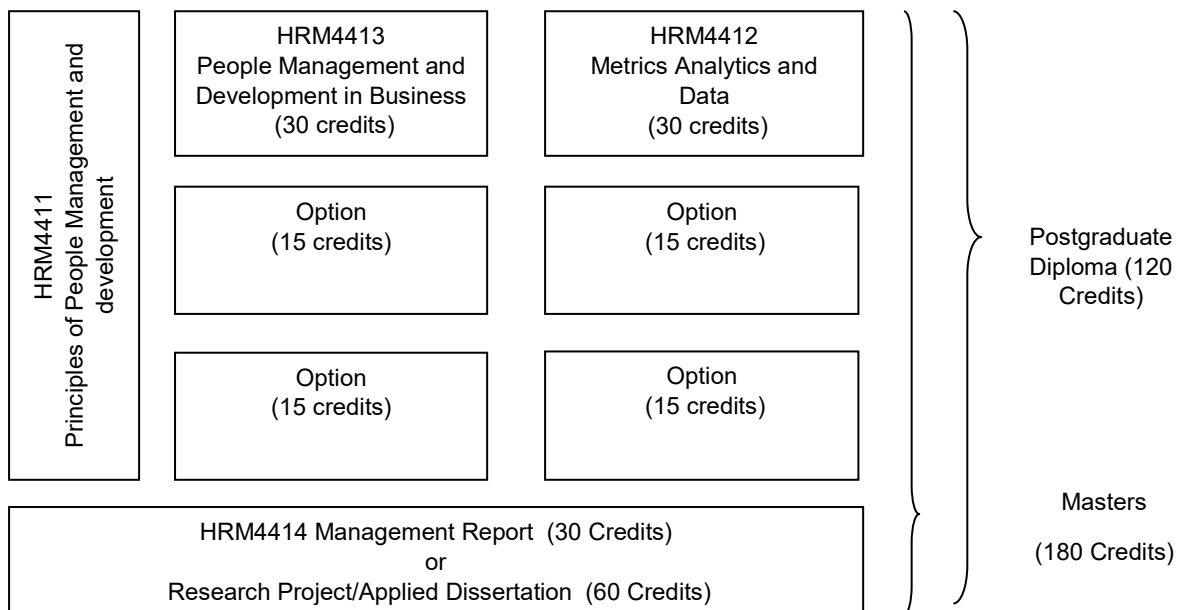 HRM4411
Principles of People Management and
development
HRM4413
People Management and
Development in Business
(30 credits)
HRM4412
Metrics Analytics and
Data
(30 credits)
Option
(15 credits)
Option
(15 credits)
Option
(15 credits)
Option
(15 credits)
HRM4414 Management Report  (30 Credits)
or
Research Project/Applied Dissertation  (60 Credits)
Postgraduate
Diploma (120
Credits)
Masters
(180 Credits)